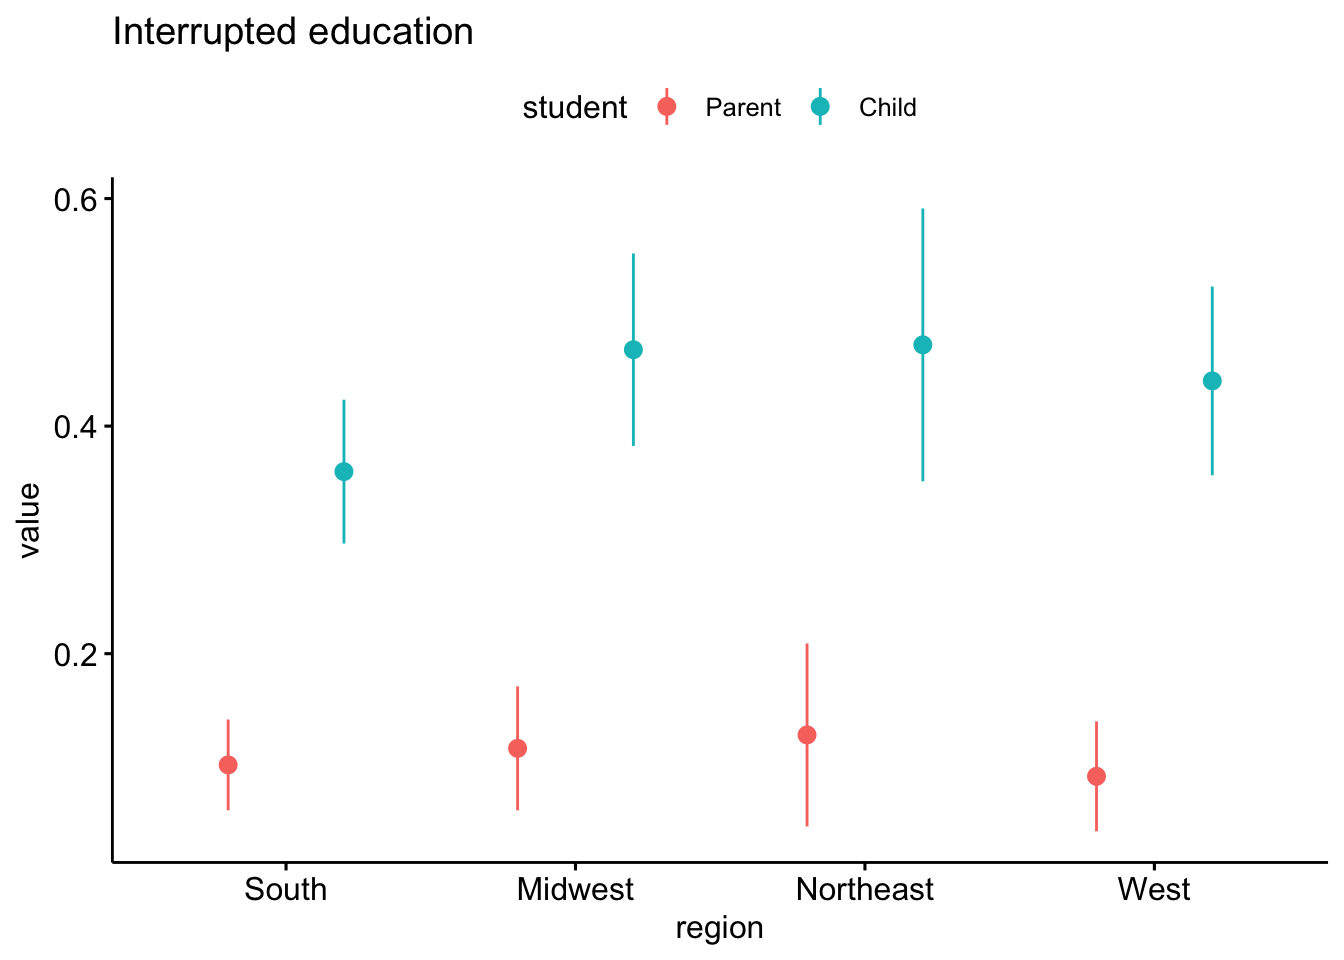 Interrupted education
student Parent Child
0.6
0.4
0.2
value
South Midwest Northeast West
region